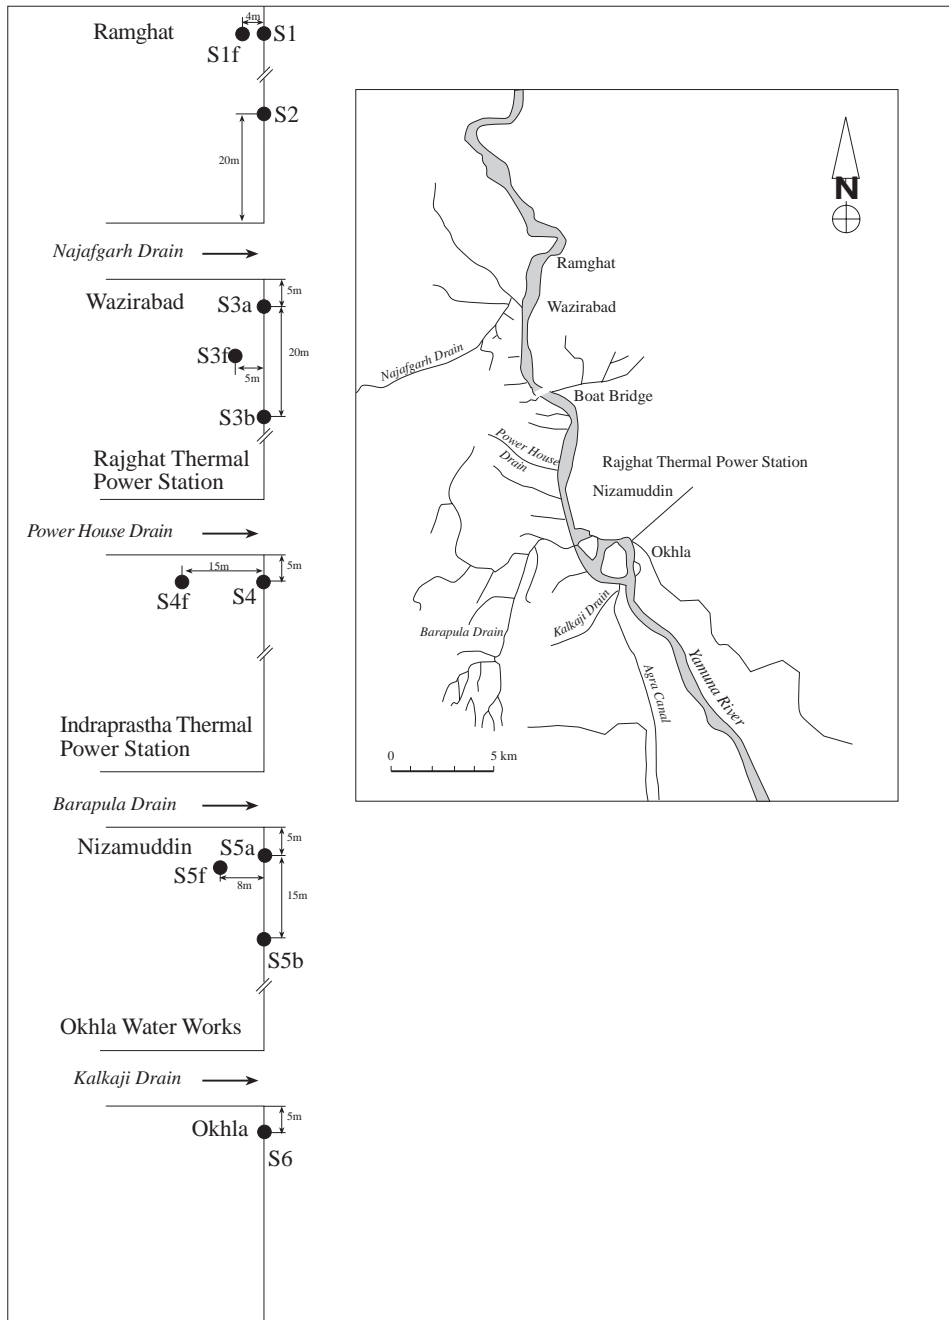 4m
Ramghat
S1
S1f
S2
20m
Najafgarh Drain
5m
Wazirabad
S3a
S3f
20m
5m
S3b
Rajghat Thermal
Power Station
Power House Drain
15m
5m
S4f
S4
Indraprastha Thermal
Power Station
Barapula Drain
5m
Nizamuddin
S5a
S5f
8m
15m
S5b
Okhla Water Works
Kalkaji Drain
5m
Okhla
S6
N
Ramghat
Wazirabad
Najafgarh Drain
Boat Bridge
Power House
Drain
Rajghat Thermal Power Station
Nizamuddin
Okhla
Barapula Drain
Kalkaji Drain
Agra Canal
Yamuna River
0
5 km